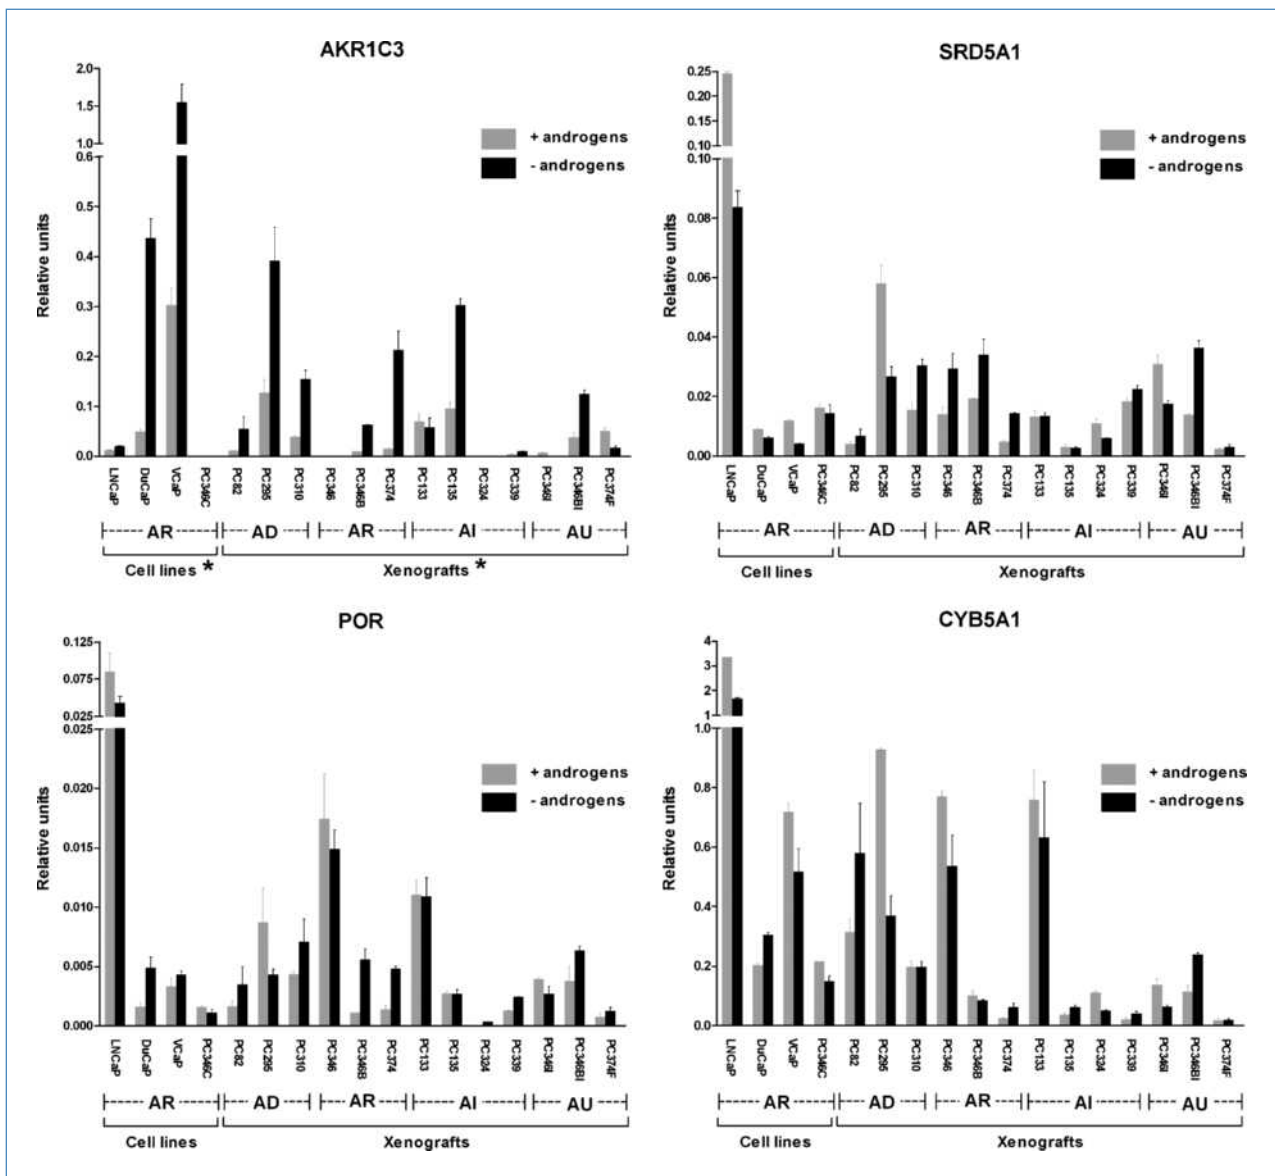 AKR1C3
2.0
1.5
1.0
0.6
0.5
0.4
0.3
0.2
0.1
0.0
Relative units
+ androgens
- androgens
LNCaP DuCaP VCaP PC346C PC82 PC295 PC310 PC346 PC346B PC374 PC133 PC135 PC324 PC339 PC346I PC346BI PC374F
AR AD AR AI AU
Cell lines * Xenografts *
SRD5A1
0.25
0.20
0.15
0.10
0.10
0.08
0.06
0.04
0.02
0.00
Relative units
+ androgens
- androgens
LNCaP DuCaP VCaP PC346C PC82 PC295 PC310 PC346 PC346B PC374 PC133 PC135 PC324 PC339 PC346I PC346BI PC374F
AR AD AR AI AU
Cell lines Xenografts
POR
0.125
0.075
0.025
0.025
0.020
0.015
0.010
0.005
0.000
Relative units
+ androgens
- androgens
LNCaP DuCaP VCaP PC346C PC82 PC295 PC310 PC346 PC346B PC374 PC133 PC135 PC324 PC339 PC346I PC346BI PC374F
AR AD AR AI AU
Cell lines Xenografts
CYB5A1
4
3
2
1
1.0
0.8
0.6
0.4
0.2
0.0
Relative units
+ androgens
- androgens
LNCaP DuCaP VCaP PC346C PC82 PC295 PC310 PC346 PC346B PC374 PC133 PC135 PC324 PC339 PC346I PC346BI PC374F
AR AD AR AI AU
Cell lines Xenografts